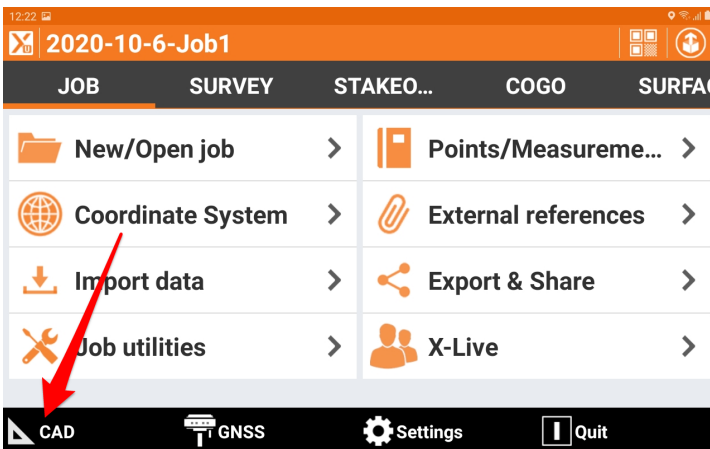 12:22
2020-10-6-Job1
JOB SURVEY STAKEO... COGO SURFA
New/Open job Points/Measureme...
Coordinate System External references
Import data Export & Share
Job utilities X-Live
CAD GNSS Settings Quit